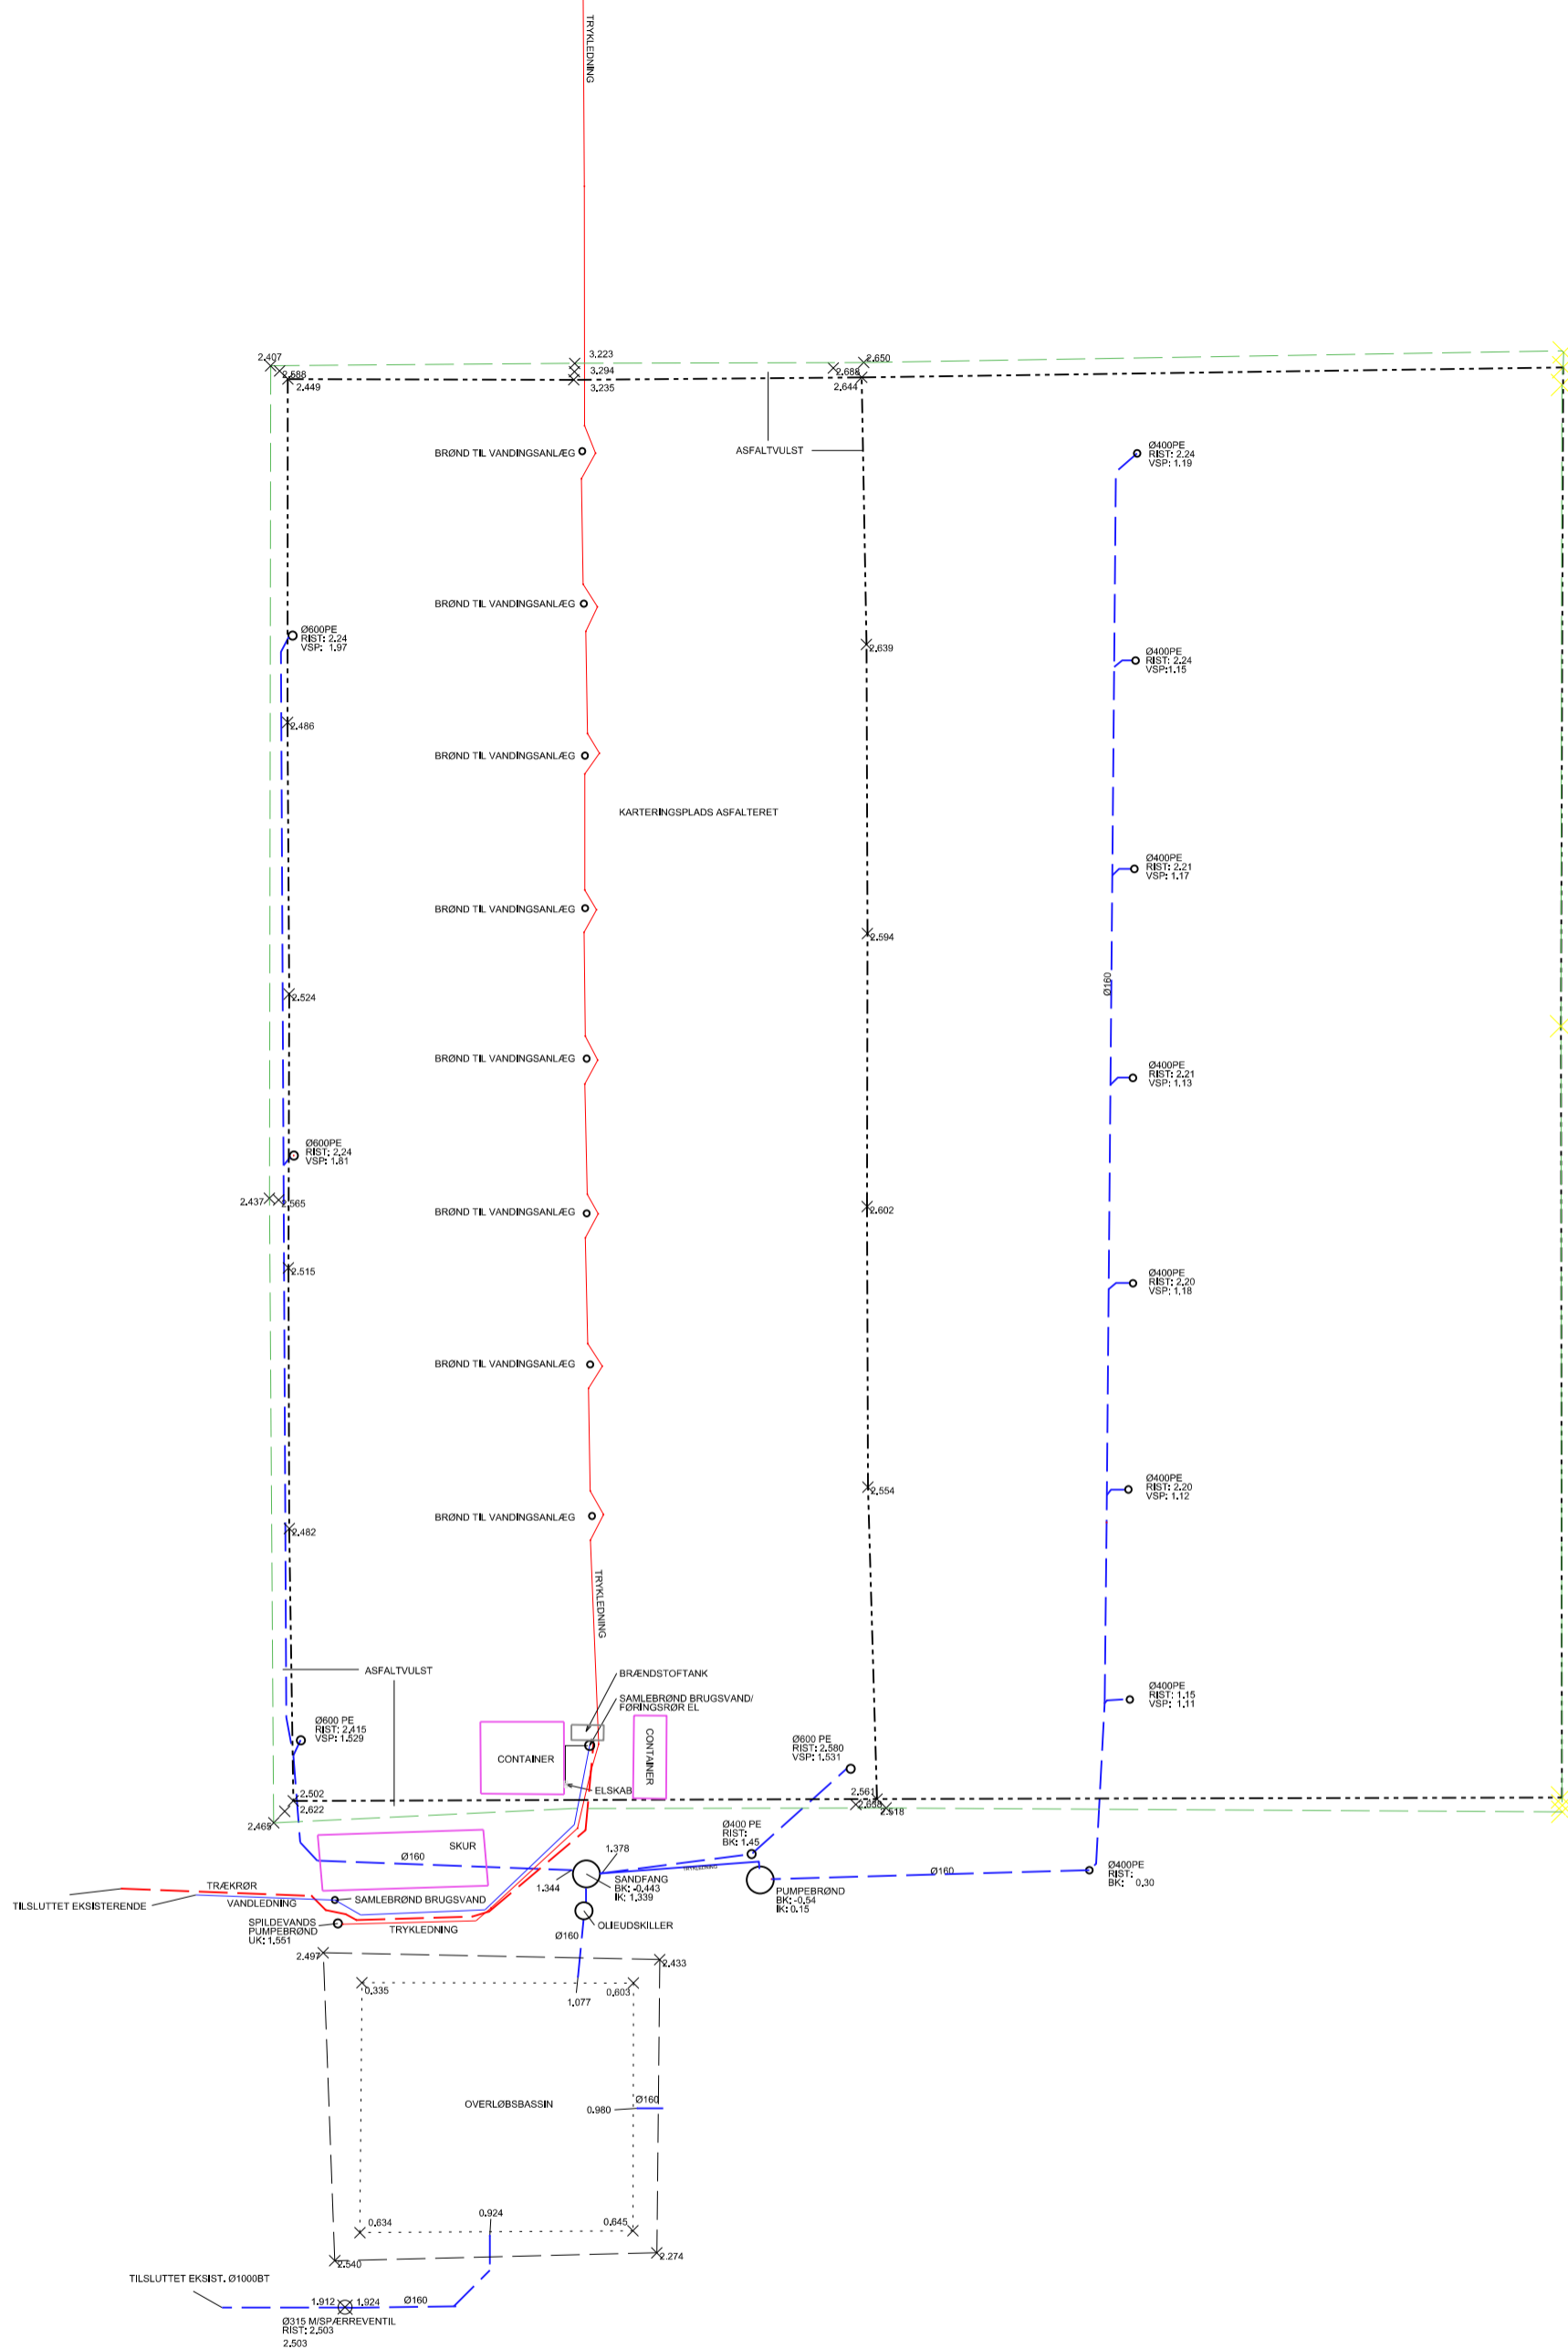 TRYKLEDNING
2.407
2.588
2.449
3.223
3.294
3.235
2.650
2.688
2.644
ASFALTVULST
BRØND TIL VANDINGSANLÆG
Ø400PE
RIST: 2.24
VSP: 1.19
BRØND TIL VANDINGSANLÆG
Ø600PE
RIST: 2.24
VSP: 1.97
2.639
Ø400PE
RIST: 2.24
VSP:1.15
2.486
BRØND TIL VANDINGSANLÆG
KARTERINGSPLADS ASFALTERET
Ø400PE
RIST: 2.21
VSP: 1.17
BRØND TIL VANDINGSANLÆG
2.594
2.524
Ø160
BRØND TIL VANDINGSANLÆG
Ø400PE
RIST: 2.21
VSP: 1.13
Ø600PE
RIST: 2.24
VSP: 1.81
2.437
2.565
BRØND TIL VANDINGSANLÆG
2.602
2.515
Ø400PE
RIST: 2.20
VSP: 1.18
BRØND TIL VANDINGSANLÆG
2.554
Ø400PE
RIST: 2.20
VSP: 1.12
2.482
BRØND TIL VANDINGSANLÆG
TRYKLEDNING
ASFALTVULST
BRÆNDSTOFTANK
SAMLEBRØND BRUGSVAND/
FØRINGSRØR EL
Ø400PE
RIST: 1.15
VSP: 1.11
Ø600 PE
RIST: 2.415
VSP: 1.529
CONTAINER
CONTAINER
ELSKAB
Ø600 PE
RIST: 2.580
VSP: 1.531
2.502
2.622
2.465
2.561
2.658
2.518
SKUR
Ø160
1.378
1.344
Ø400 PE
RIST:
BK: 1.45
TRYKLEDNING
SANDFANG
BK: -0.443
IK: 1.339
PUMPEBRØND
BK: -0.54
IK: 0.15
Ø160
Ø400PE
RIST:
BK: 0.30
TRÆKRØR
VANDLEDNING
TILSLUTTET EKSISTERENDE
SAMLEBRØND BRUGSVAND
SPILDEVANDS
PUMPEBRØND
UK: 1.551
TRYKLEDNING
OLIEUDSKILLER
Ø160
2.497
2.433
0.335
0.603
1.077
OVERLØBSBASSIN
Ø160
0.980
0.634
0.924
0.645
2.540
2.274
TILSLUTTET EKSIST. Ø1000BT
1.912
1.924
Ø160
Ø315 M/SPÆRREVENTIL
RIST: 2.503
2.503